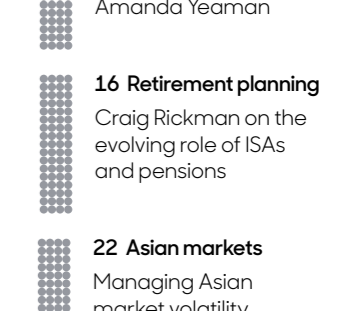 Amanda Yeaman
16 Retirement planning
Craig Rickman on the
evolving role of ISAs
and pensions
22 Asian markets
Managing Asian
market volatility